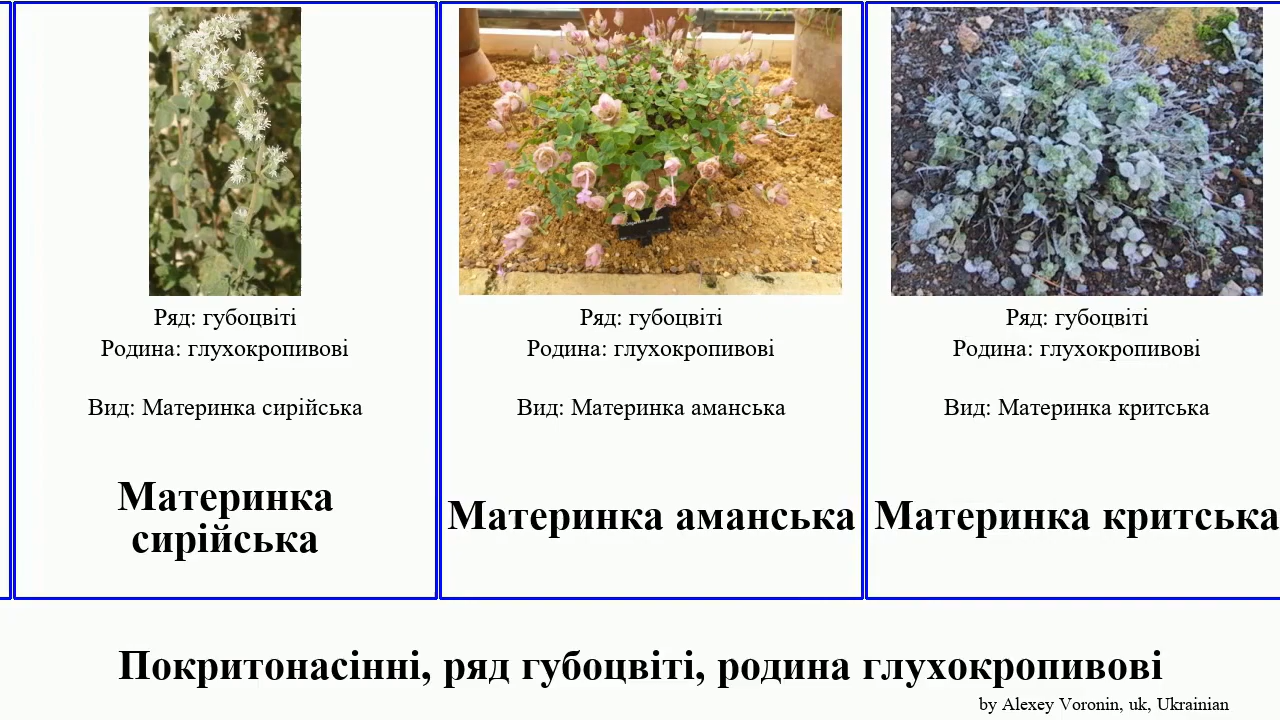 Ряд: губоцвіті
Родина: глухокропивові
Вид: Материнка сирійська
Материнка
сирійська
Ряд: губоцвіті
Родина: глухокропивові
Вид: Материнка аманська
Материнка аманська
Ряд: губоцвіті
Родина: глухокропивові
Вид: Материнка критська
Материнка критська
Покритонасінні, ряд губоцвіті, родина глухокропивові
by Alexey Voronin, uk, Ukrainian